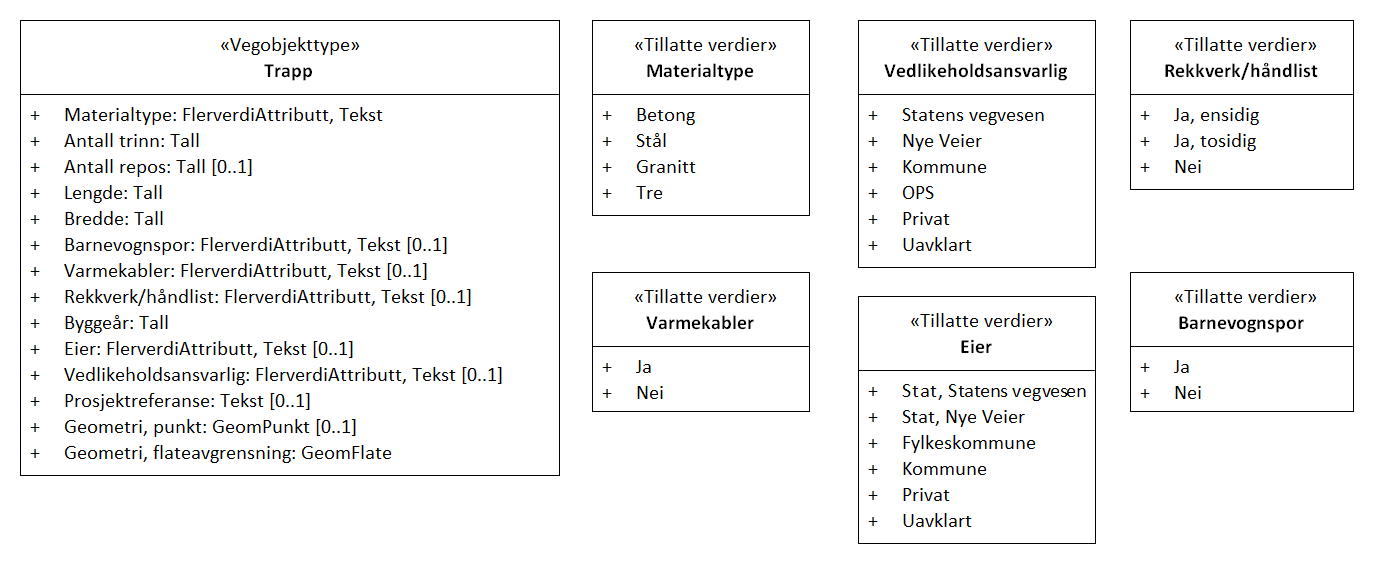 «Vegobjekttype»
Trapp
+ Materialtype: FlerverdiAttributt, Tekst
+ Antall trinn: Tall
+ Antall repos: Tall [0..1]
+ Lengde: Tall
+ Bredde: Tall
+ Barnevognspor: FlerverdiAttributt, Tekst [0..1]
+ Varmekabler: FlerverdiAttributt, Tekst [0..1]
+ Rekkverk/håndlist: FlerverdiAttributt, Tekst [0..1]
+ Byggeår: Tall
+ Eier: FlerverdiAttributt, Tekst [0..1]
+ Vedlikeholdsansvarlig: FlerverdiAttributt, Tekst [0..1]
+ Prosjektreferanse: Tekst [0..1]
+ Geometri, punkt: GeomPunkt [0..1]
+ Geometri, flateavgrensning: GeomFlate
«Tillatte verdier»
Materialtype
+ Betong
+ Stål
+ Granitt
+ Tre
«Tillatte verdier»
Varmekabler
+ Ja
+ Nei
«Tillatte verdier»
Vedlikeholdsansvarlig
+ Statens vegvesen
+ Nye Veier
+ Kommune
+ OPS
+ Privat
+ Uavklart
«Tillatte verdier»
Eier
+ Stat, Statens vegvesen
+ Stat, Nye Veier
+ Fylkeskommune
+ Kommune
+ Privat
+ Uavklart
«Tillatte verdier»
Rekkverk/håndlist
+ Ja, ensidig
+ Ja, tosidig
+ Nei
«Tillatte verdier»
Barnevognspor
+ Ja
+ Nei